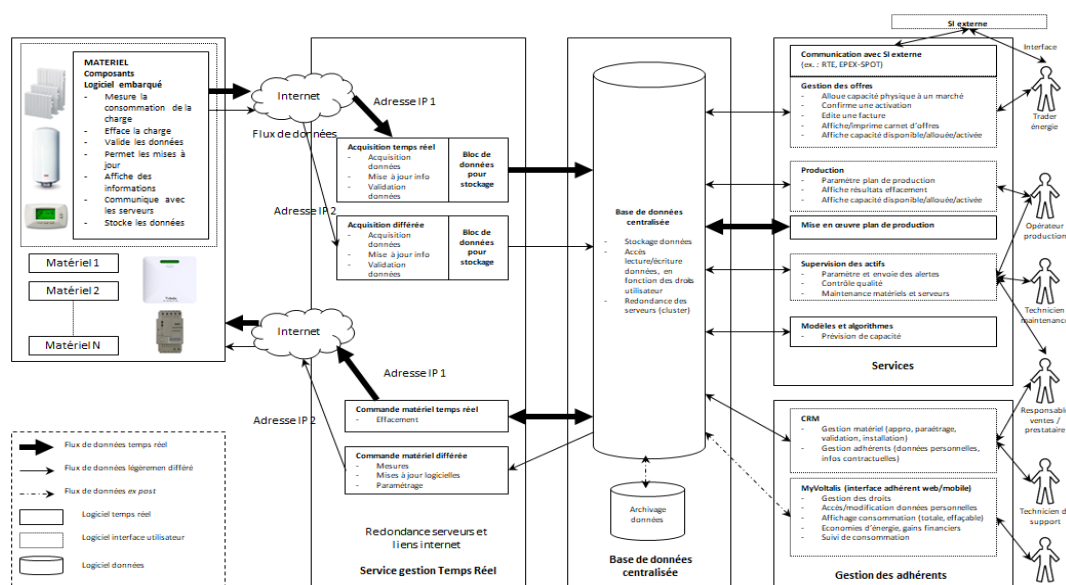 SI externe
MATERIEL
Composants
Logiciel embarqué
- Mesure la
consommation de la
charge
- Efface la charge
- Valide les données
- Permet les mises à
jour
- Affiche des
informations
- Communique avec
les serveurs
- Stocke les données
Matériel 1
Matériel 2
Matériel N
Internet
Adresse IP 1
Flux de données
Adresse IP 2
Acquisition temps réel
- Acquisition
données
- Mise à jour info
- Validation
données
Bloc de
données
pour
stockage
Acquisition différée
- Acquisition
données
- Mise à jour info
- Validation
données
Bloc de
données
pour
stockage
Internet
Adresse IP 1
Adresse IP 2
Commande matériel temps réel
- Effacement
Commande matériel différée
- Mesures
- Mises à jour logicielles
- Paramétrage
Redondance serveurs et
liens internet
Service gestion Temps Réel
Base de données
centralisée
- Stockage données
- Accès
lecture/écriture
données, en
fonction des droits
utilisateur
- Redondance des
serveurs (cluster)
Archivage
données
Base de données
centralisée
Communication avec SI externe
(ex. : RTE, EPEX-SPOT)
Gestion des offres
- Alloue capacité physique à un marché
- Confirme une activation
- Edite une facture
- Affiche/imprime carnet d'offres
- Affiche capacité disponible/allouée/activée
Production
- Paramètre plan de production
- Affiche résultats effacement
- Affiche capacité disponible/allouée/activée
Mise en œuvre plan de production
Supervision des actifs
- Paramètre et envoie des alertes
- Contrôle qualité
- Maintenance matériels et serveurs
Modèles et algorithmes
- Prévision de capacité
Services
CRM
- Gestion matériel (appro, paraétrage,
validation, installation)
- Gestion adhérents (données personnelles,
infos contractuelles)
MyVoltalis (interface adhérent web/mobile)
- Gestion des droits
- Accès/modification données personnelles
- Affichage consommation (totale, effaçable)
- Economies d'énergie, gains financiers
- Suivi de consommation
Gestion des adhérents
Interface
Trader
énergie
Opérateur
production
Technicien
maintenance
Responsable
ventes /
prestataire
Technicien de
support
Flux de données temps réel
Flux de données légèrement différé
Flux de données ex post
Logiciel temps réel
Logiciel interface utilisateur
Logiciel données